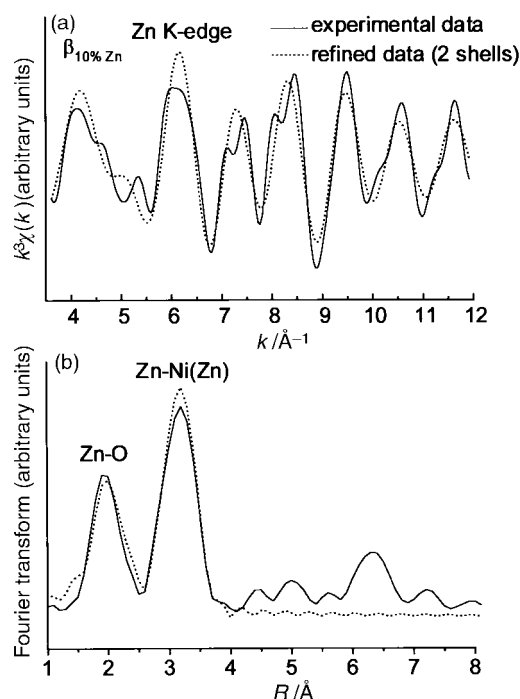 (a)
Zn K-edge
experimental data
refined data (2 shells)
β10% Zn
k³χ(k)(arbitrary units)
4 5 6 7 8 9 10 11 12
k/Å⁻¹
(b)
Zn-Ni(Zn)
Zn-O
Fourier transform (arbitrary units)
1 2 3 4 5 6 7 8
R/Å